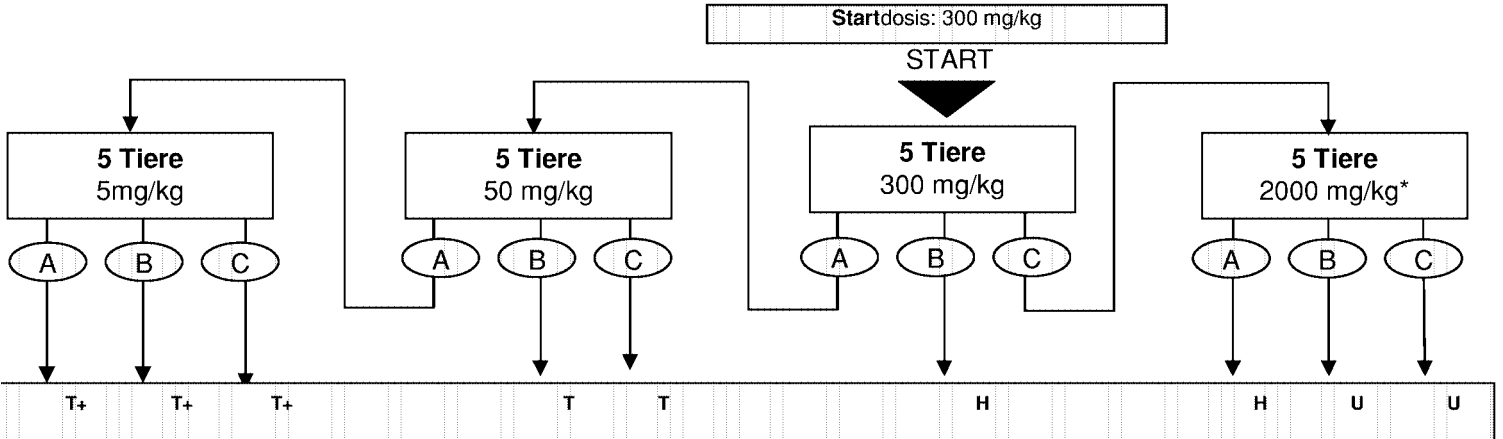 Startdosis: 300 mg/kg
START
5 Tiere
5mg/kg
5 Tiere
50 mg/kg
5 Tiere
300 mg/kg
5 Tiere
2000 mg/kg*
A B C A B C A B C A B C
T+ T+ T+ T T H H U U